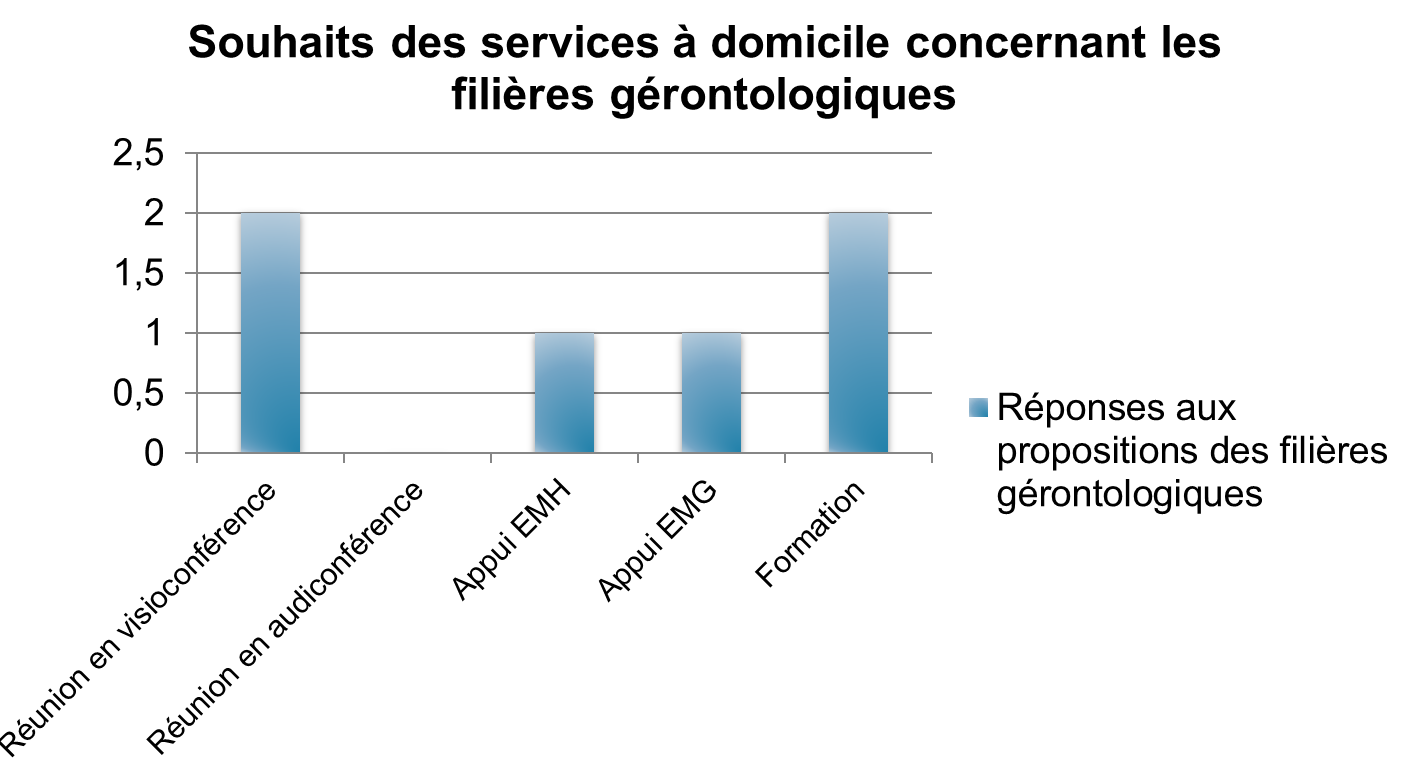 Souhaits des services à domicile concernant les
filières gérontologiques
2,5
2
1,5
1
0,5
0
Réunion en visioconférence
Réunion en audiconférence
Appui EMH
Appui EMG
Formation
Réponses aux
propositions des filières
gérontologiques